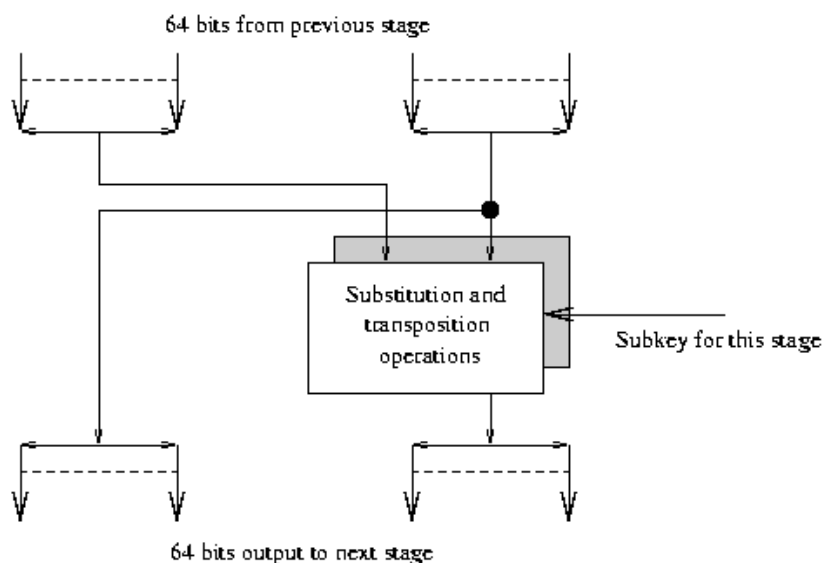 64 bits from previous stage
Substitution and
transposition
operations
Subkey for this stage
64 bits output to next stage